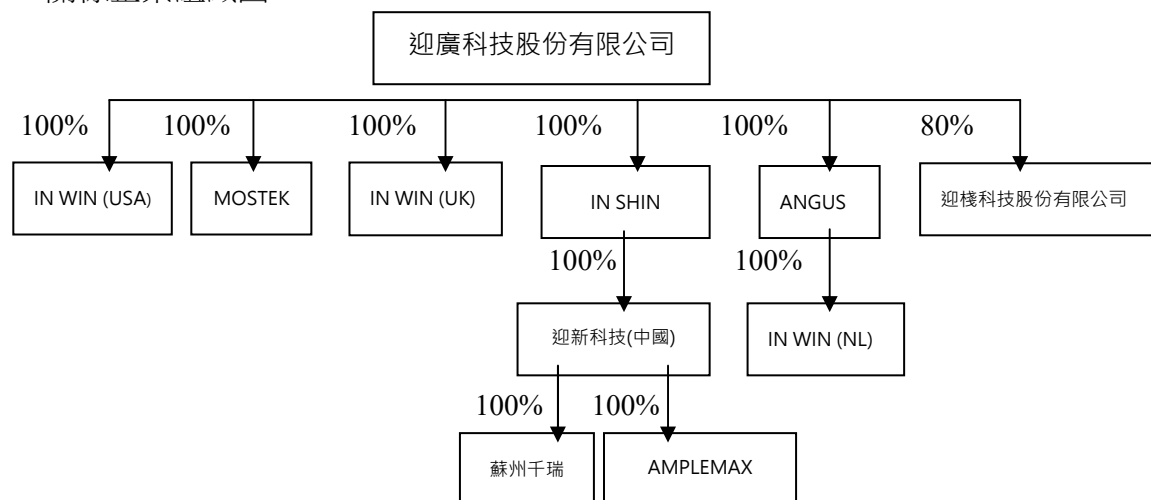 迎廣科技股份有限公司
100%
100%
100%
100%
100%
80%
IN WIN (USA)
MOSTEK
IN WIN (UK)
IN SHIN
ANGUS
迎棧科技股份有限公司
100%
100%
迎新科技(中國)
IN WIN (NL)
100%
100%
蘇州千瑞
AMPLEMAX